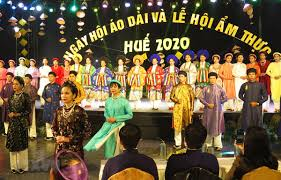 NGÀY HỘI ÁO DÀI VÀ LỄ HỘI ẨM THỰC
HUẾ 2020